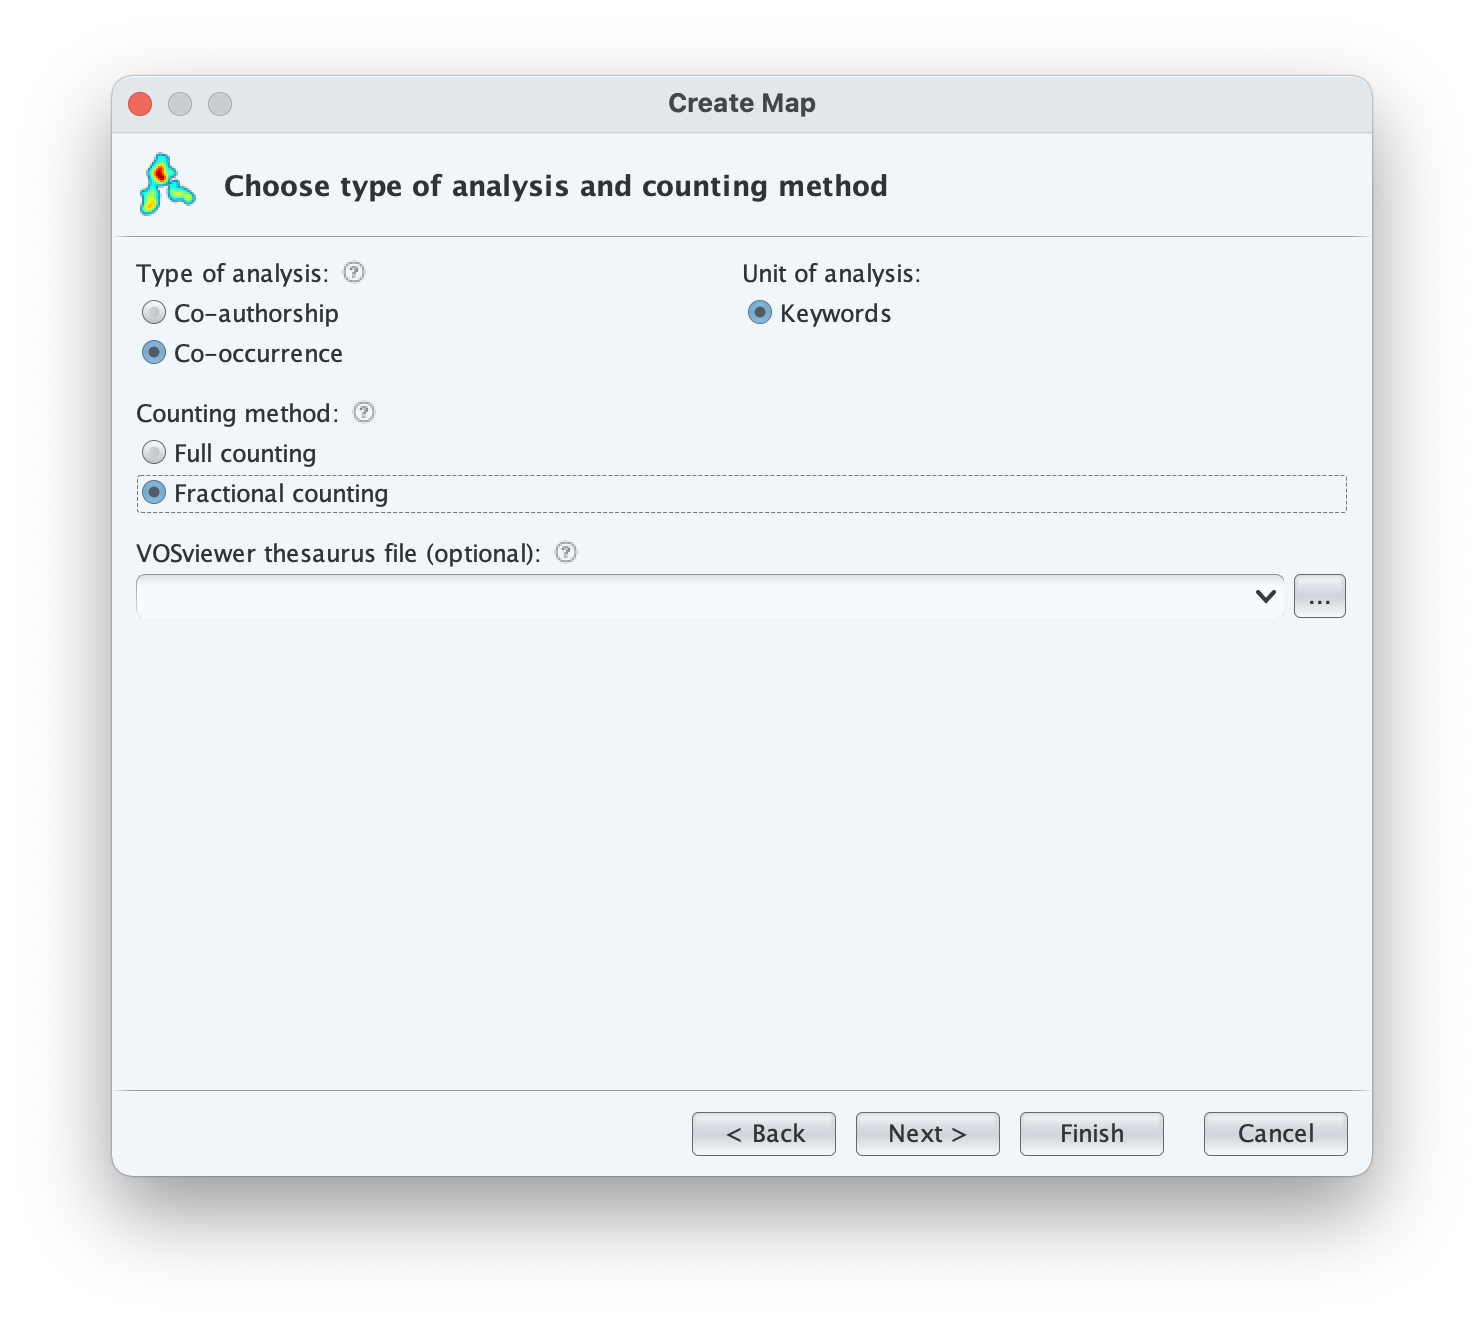 Create Map
Choose type of analysis and counting method
Type of analysis: ?
Unit of analysis:
Co-authorship
Keywords
Co-occurrence
Counting method: ?
Full counting
Fractional counting
VOSviewer thesaurus file (optional): ?
...
< Back Next > Finish Cancel